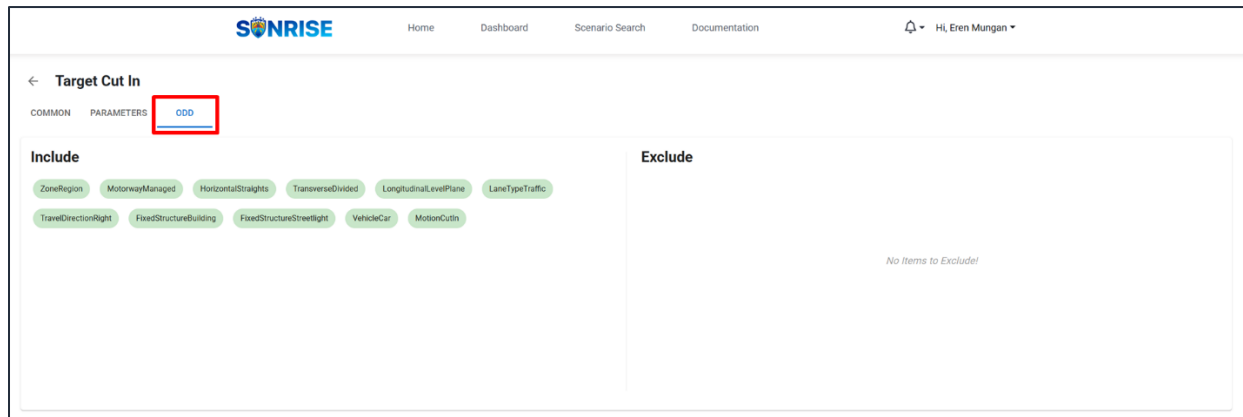 SUNRISE Home Dashboard Scenario Search Documentation Hi, Eren Mungan
Target Cut In
COMMON PARAMETERS ODD
Include
ZoneRegion MotorwayManaged HorizontalStraights TransverseDivided LongitudinalLevelPlane LaneTypeTraffic
TravelDirectionRight FixedStructureBuilding FixedStructureStreetlight VehicleCar MotionCutIn
Exclude
No Items to Exclude!